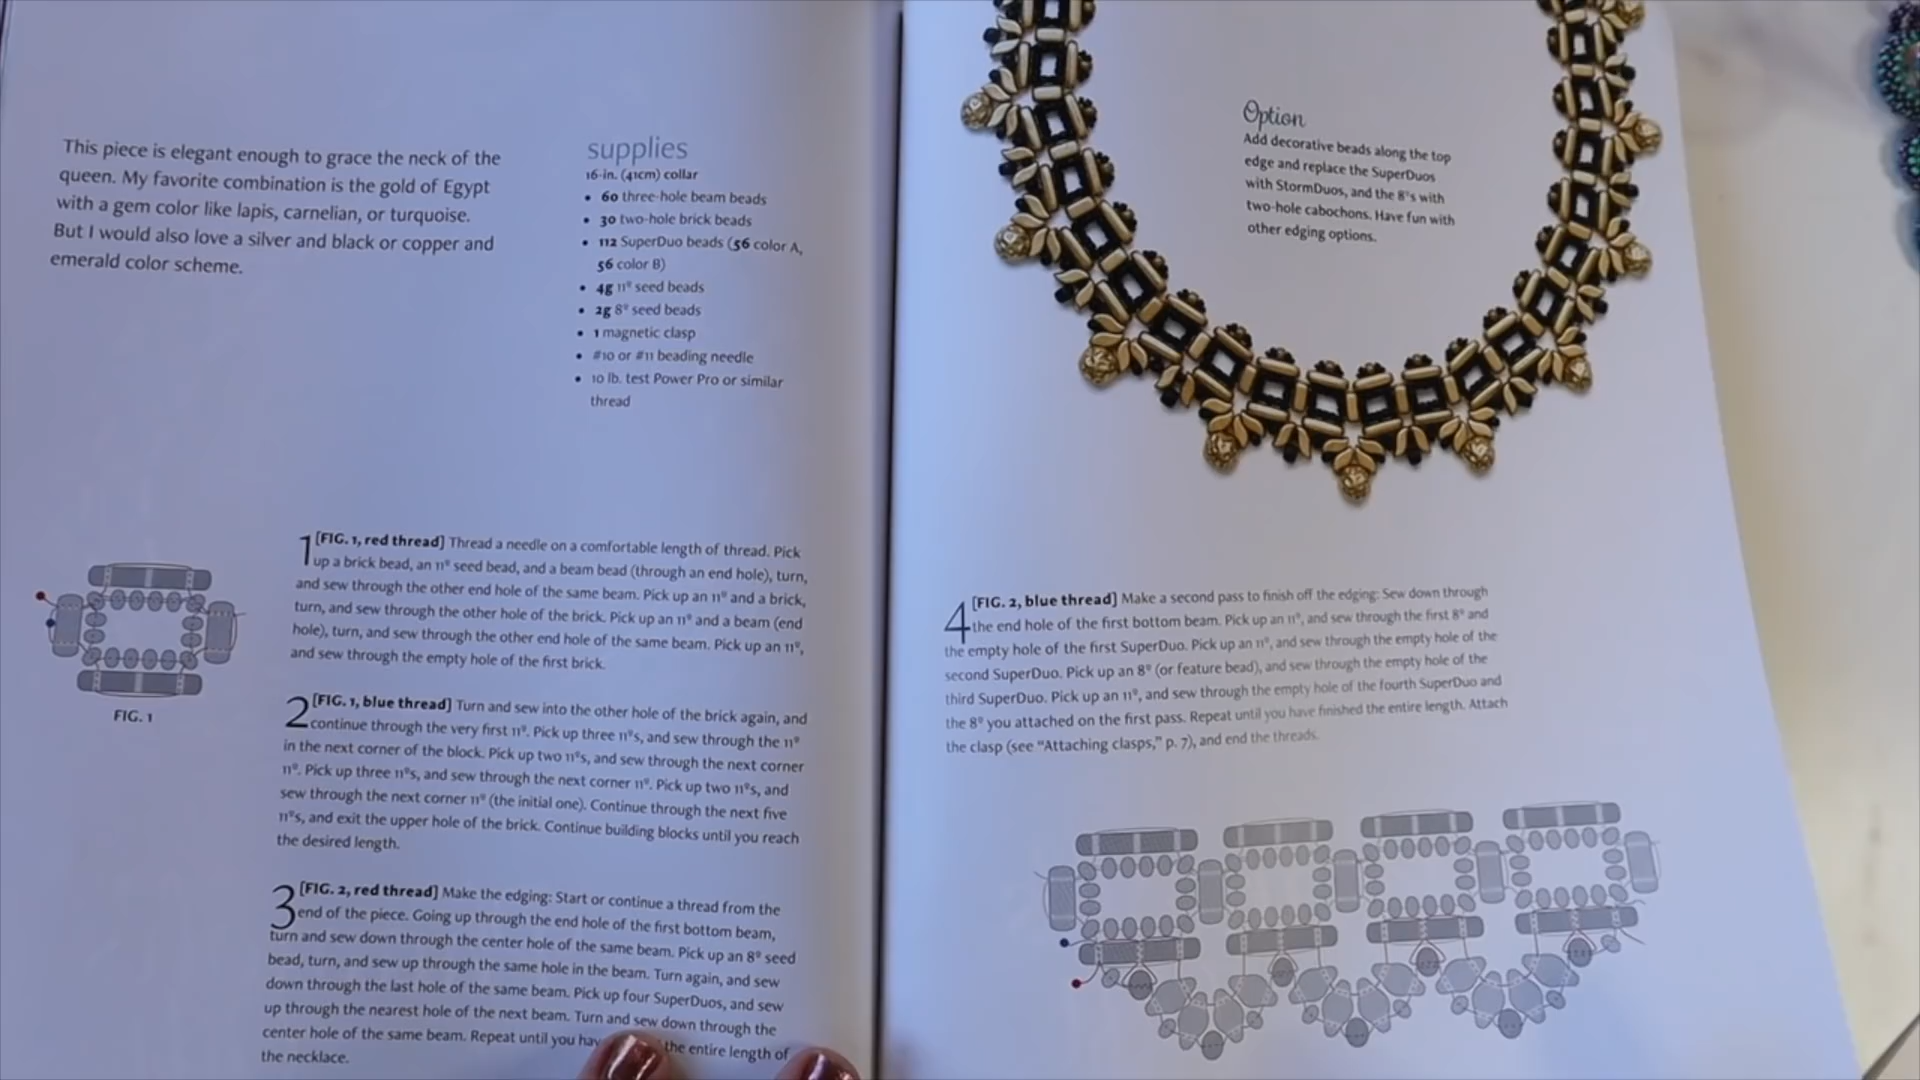 This piece is elegant enough to grace the neck of the
queen. My favorite combination is the gold of Egypt
with a gem color like lapis, carnelian, or turquoise.
But I would also love a silver and black or copper and
emerald color scheme.
supplies
16-in. (41cm) collar
• 60 three-hole beam beads
• 30 two-hole brick beads
• 112 SuperDuo beads (56 color A,
56 color B)
• 4g 11º seed beads
• 2g 8º seed beads
• 1 magnetic clasp
• #10 or #11 beading needle
• 10 lb. test Power Pro or similar
thread
1 [FIG. 1, red thread] Thread a needle on a comfortable length of thread. Pick
up a brick bead, an 11º seed bead, and a beam bead (through an end hole), turn,
and sew through the other end hole of the same beam. Pick up an 11º and a brick,
turn, and sew through the other hole of the brick. Pick up an 11º and a beam (end
hole), turn, and sew through the other end hole of the same beam. Pick up an 11º,
and sew through the empty hole of the first brick.
FIG. 1
2 [FIG. 1, blue thread] Turn and sew into the other hole of the brick again, and
continue through the very first 11º. Pick up three 11ºs, and sew through the 11º
in the next corner of the block. Pick up two 11ºs, and sew through the next corner
11º. Pick up three 11ºs, and sew through the next corner 11º. Pick up two 11ºs, and
sew through the next corner 11º (the initial one). Continue through the next five
11ºs, and exit the upper hole of the brick. Continue building blocks until you reach
the desired length.
3 [FIG. 2, red thread] Make the edging: Start or continue a thread from the
end of the piece. Going up through the end hole of the first bottom beam,
turn and sew down through the center hole of the same beam. Pick up an 8º seed
bead, turn, and sew up through the same hole in the beam. Turn again, and sew
down through the last hole of the same beam. Pick up four SuperDuos, and sew
up through the nearest hole of the next beam. Turn and sew down through the
center hole of the same beam. Repeat until you hav the entire length of
the necklace.
Option
Add decorative beads along the top
edge and replace the SuperDuos
with StormDuos, and the 8ºs with
two-hole cabochons. Have fun with
other edging options.
4 [FIG. 2, blue thread] Make a second pass to finish off the edging: Sew down through
the end hole of the first bottom beam. Pick up an 11º, and sew through the first 8º and
the empty hole of the first SuperDuo. Pick up an 11º, and sew through the empty hole of the
second SuperDuo. Pick up an 8º (or feature bead), and sew through the empty hole of the
third SuperDuo. Pick up an 11º, and sew through the empty hole of the fourth SuperDuo and
the 8º you attached on the first pass. Repeat until you have finished the entire length. Attach
the clasp (see “Attaching clasps,” p. 7), and end the threads.